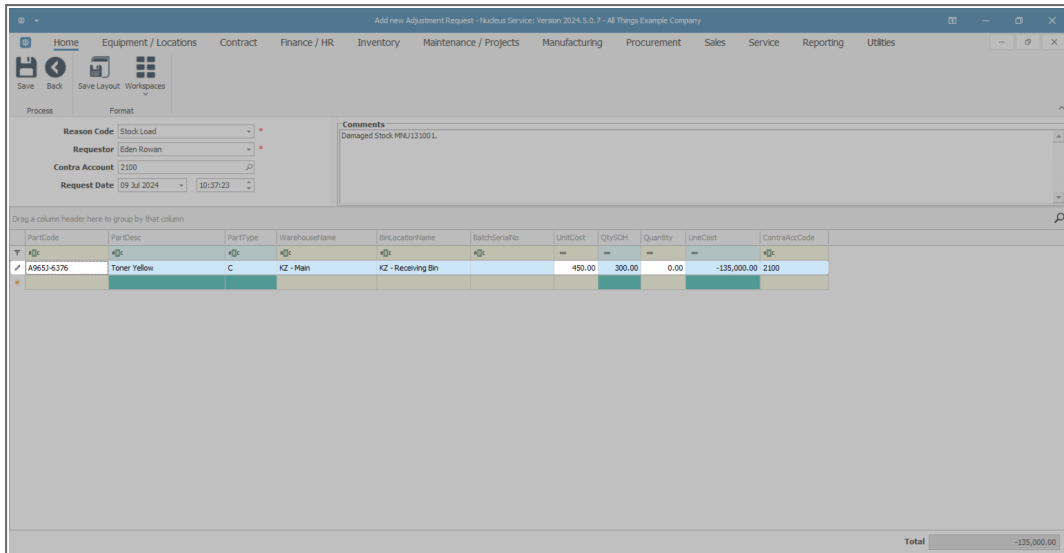 Add new Adjustment Request - Nucleus Service: Version 2024.5.0.7 - All Things Example Company
Home Equipment / Locations Contract Finance / HR Inventory Maintenance / Projects Manufacturing Procurement Sales Service Reporting Utilities
Save Back Save Layout Workspaces
Process Format
Reason Code Stock Load *
Requestor Eden Rowan *
Contra Account 2100
Request Date 09 Jul 2024 10:37:23
Comments
Damaged Stock MNU131001.
Drag a column header here to group by that column
PartCode PartDesc PartType WarehouseName BinLocationName BatchSerialNo UnitCost QtySOH Quantity LineCost ContraAccCode
A965J-6376 Toner Yellow C KZ - Main KZ - Receiving Bin 450.00 300.00 0.00 -135,000.00 2100
Total -135,000.00